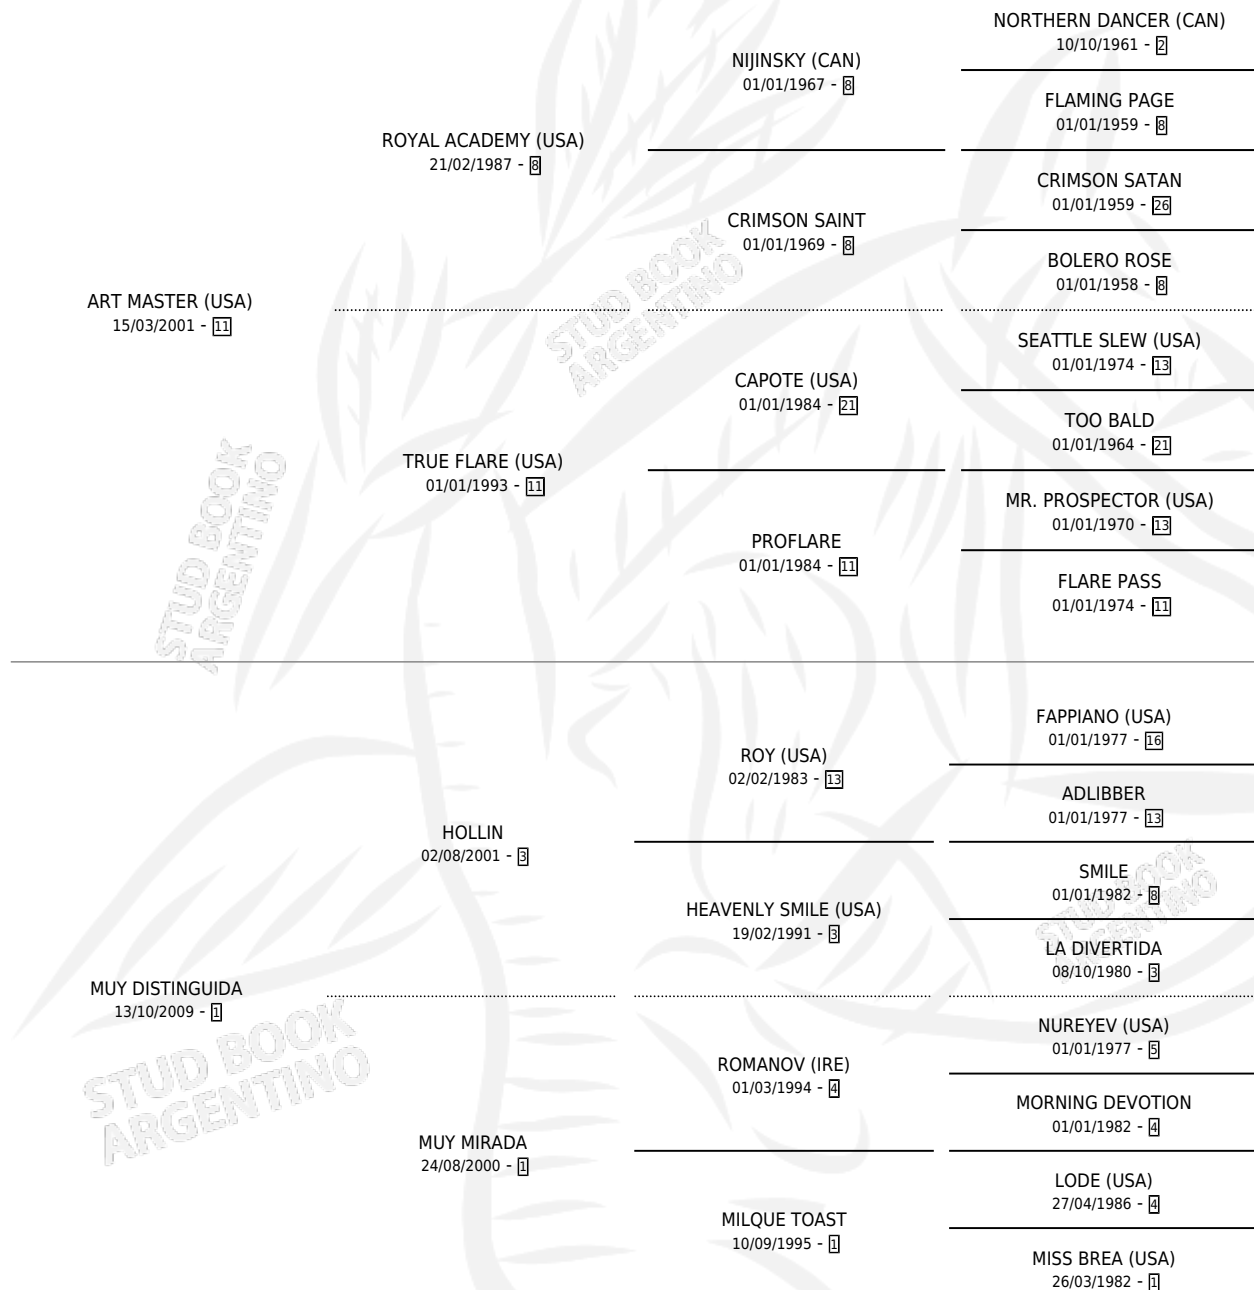 NORTHERN DANCER (CAN)
10/10/1961 - 2
NIJINSKY (CAN)
01/01/1967 - 8
FLAMING PAGE
01/01/1959 - 8
ROYAL ACADEMY (USA)
21/02/1987 - 8
CRIMSON SATAN
01/01/1959 - 26
CRIMSON SAINT
01/01/1969 - 8
BOLERO ROSE
01/01/1958 - 8
ART MASTER (USA)
15/03/2001 - 11
SEATTLE SLEW (USA)
01/01/1974 - 13
CAPOTE (USA)
01/01/1984 - 21
TOO BALD
01/01/1964 - 21
TRUE FLARE (USA)
01/01/1993 - 11
MR. PROSPECTOR (USA)
01/01/1970 - 13
PROFLARE
01/01/1984 - 11
FLARE PASS
01/01/1974 - 11
STUD BOOK
ARGENTINO
STUD BOOK
ARGENTINO
FAPPIANO (USA)
01/01/1977 - 16
ROY (USA)
02/02/1983 - 13
ADLIBBER
01/01/1977 - 13
HOLLIN
02/08/2001 - 3
SMILE
01/01/1982 - 8
HEAVENLY SMILE (USA)
19/02/1991 - 3
LA DIVERTIDA
08/10/1980 - 3
STUD BOOK
ARGENTINO
MUY DISTINGUIDA
13/10/2009 - 1
NUREYEV (USA)
01/01/1977 - 5
ROMANOV (IRE)
01/03/1994 - 4
MORNING DEVOTION
01/01/1982 - 4
STUD BOOK
ARGENTINO
MUY MIRADA
24/08/2000 - 1
LODE (USA)
27/04/1986 - 4
MILQUE TOAST
10/09/1995 - 1
MISS BREA (USA)
26/03/1982 - 1